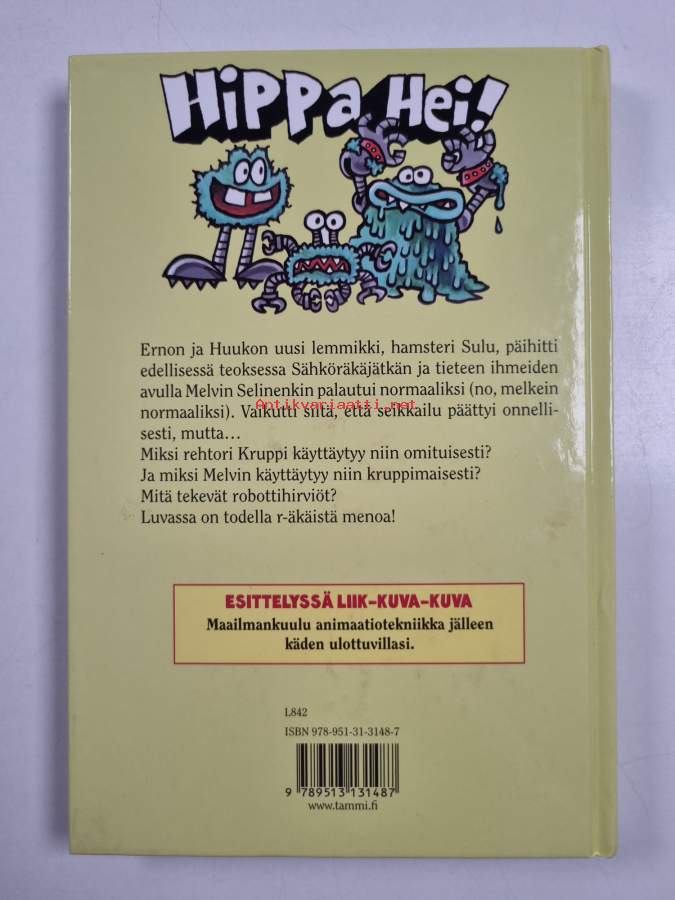 HiPPa Hei!
Ernon ja Huukon uusi lemmikki, hamsteri Sulu, päihitti
edellisessä teoksessa Sähköräkäjätkän ja tieteen ihmeiden
avulla Melvin Selinenkin palautui normaaliksi (no, melkein
Antikvariaatti.net
normaaliksi). Vaikutti siltä, että seikkailu päättyi onnelli-
sesti, mutta…
Miksi rehtori Kruppi käyttäytyy niin omituisesti?
Ja miksi Melvin käyttäytyy niin kruppimaisesti?
Mitä tekevät robottihirviöt?
Luvassa on todella r-äkäistä menoa!
ESITTELYSSÄ LIIK-KUVA-KUVA
Maailmankuulu animaatiotekniikka jälleen
käden ulottuvillasi.
L842
ISBN 978-951-31-3148-7
9 789513 131487
www.tammi.fi